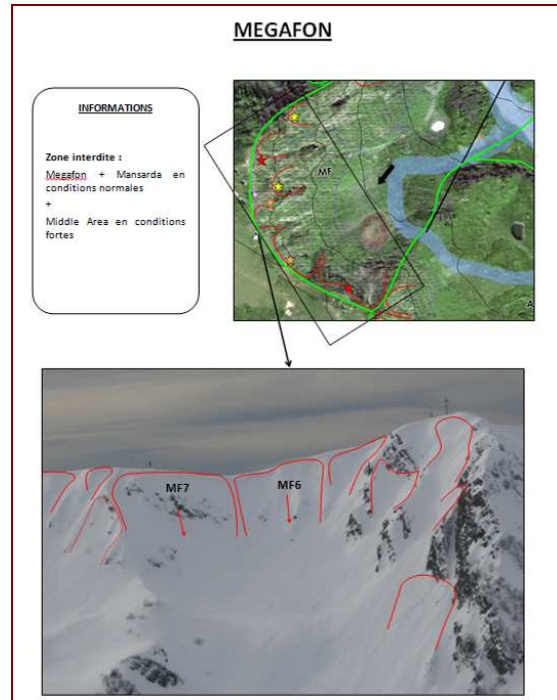 MEGAFON
INFORMATIONS
Zone interdite :
Megafon + Mansarda en
conditions normales
+
Middle Area en conditions
fortes
MF
A
MF7
MF6